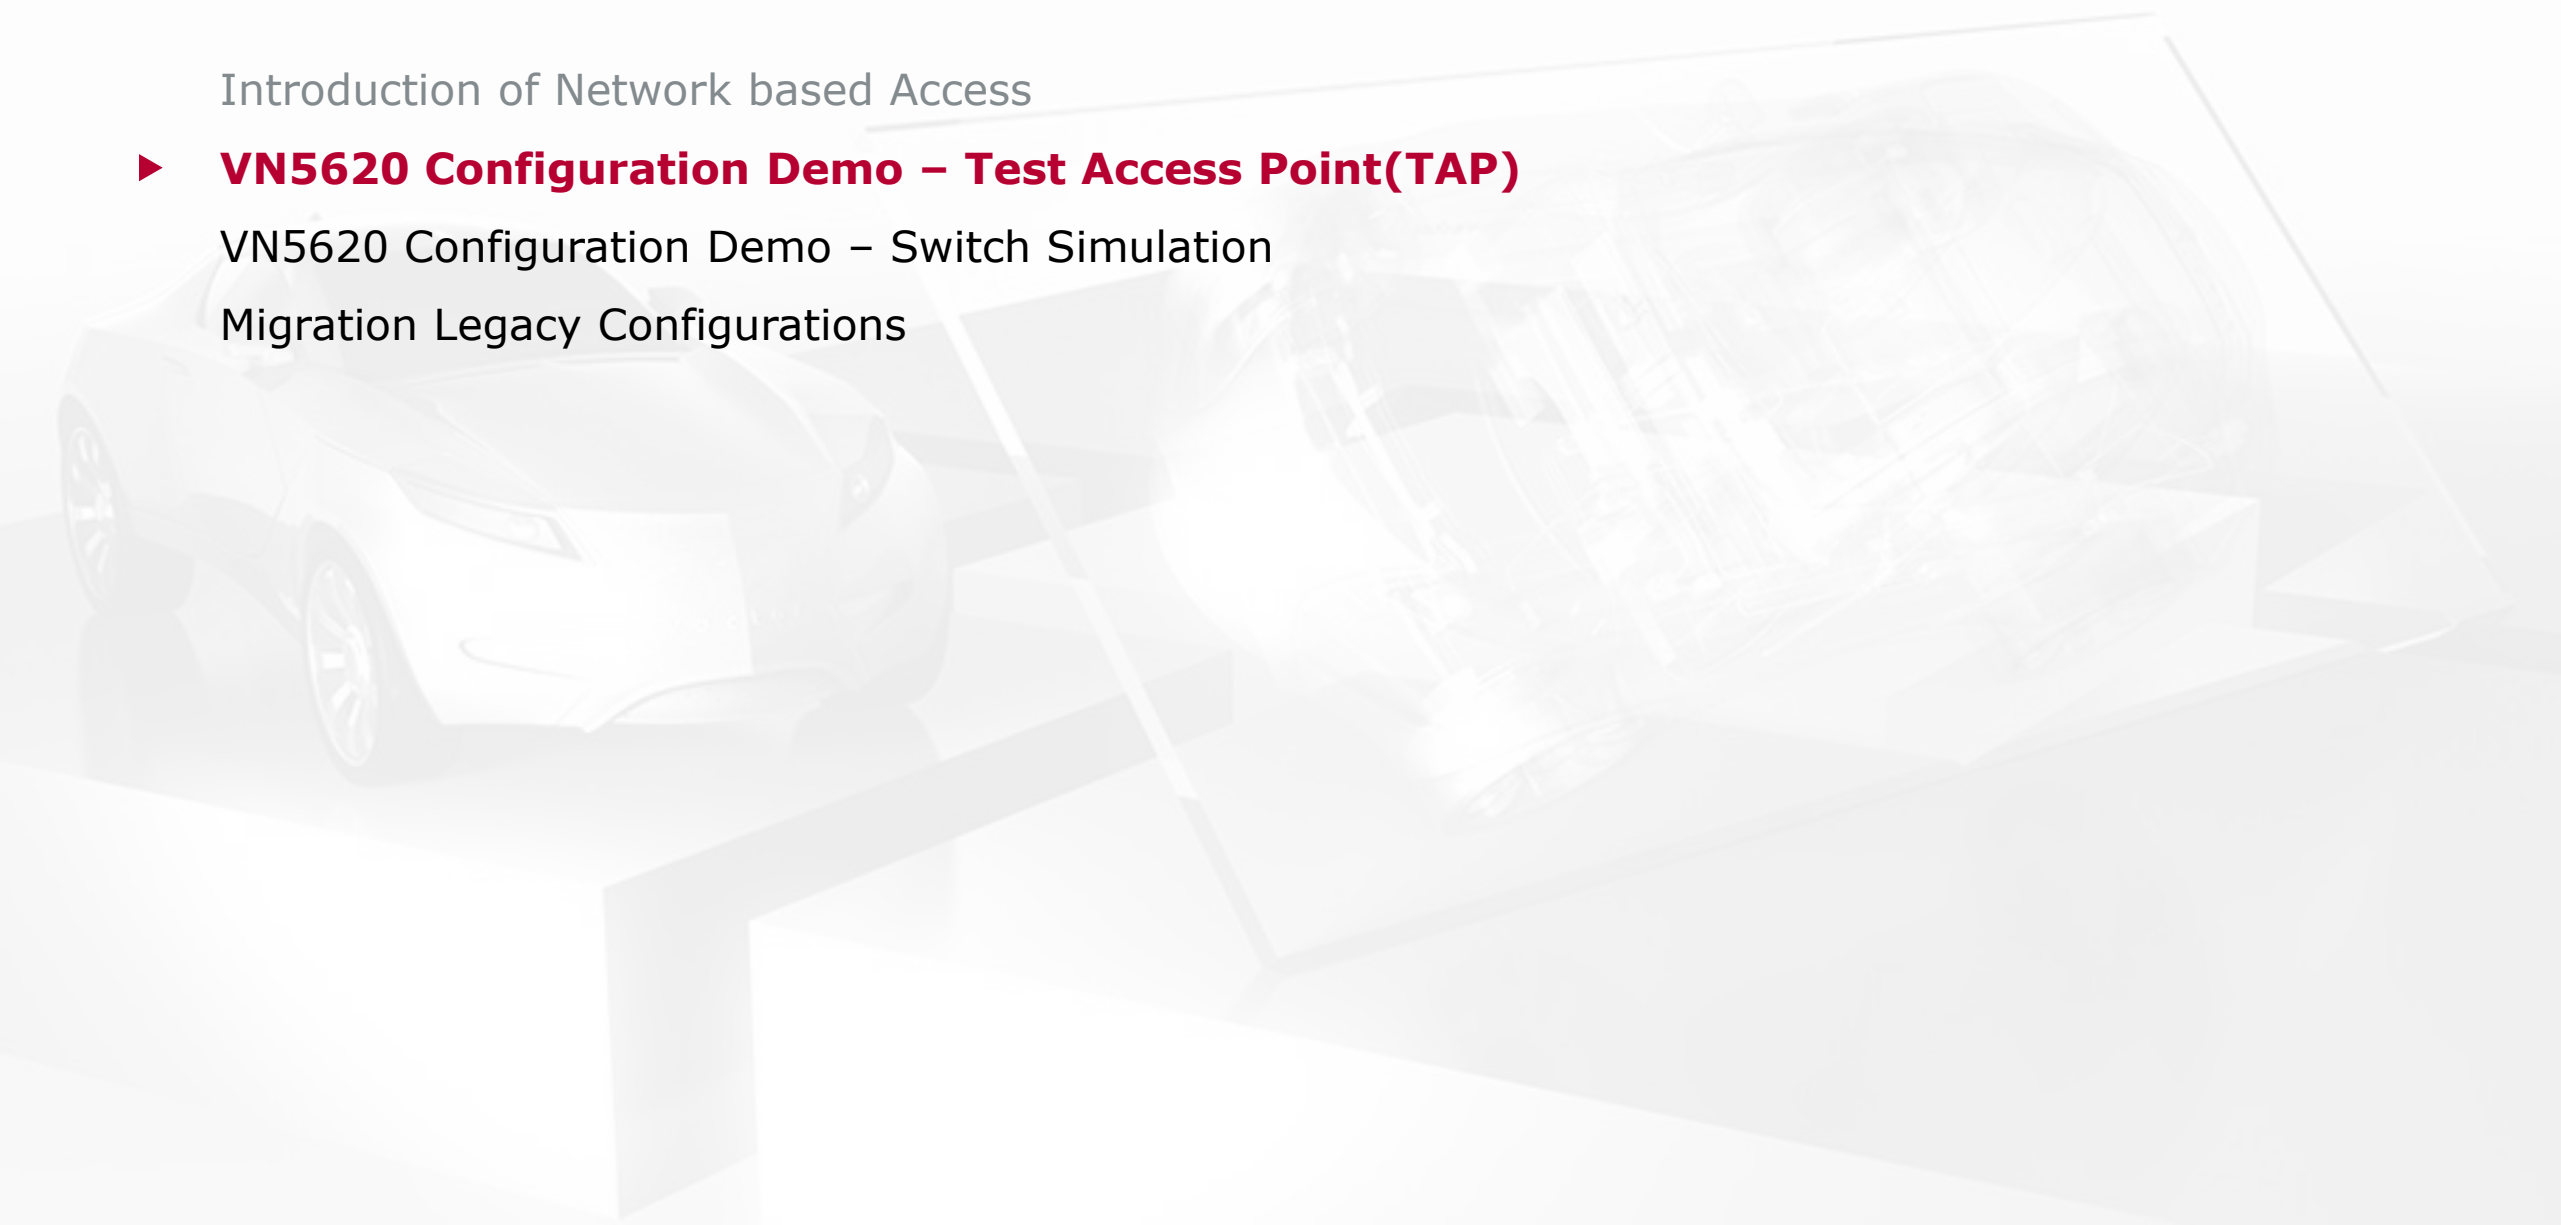 Introduction of Network based Access
VN5620 Configuration Demo – Test Access Point(TAP)
VN5620 Configuration Demo – Switch Simulation
Migration Legacy Configurations